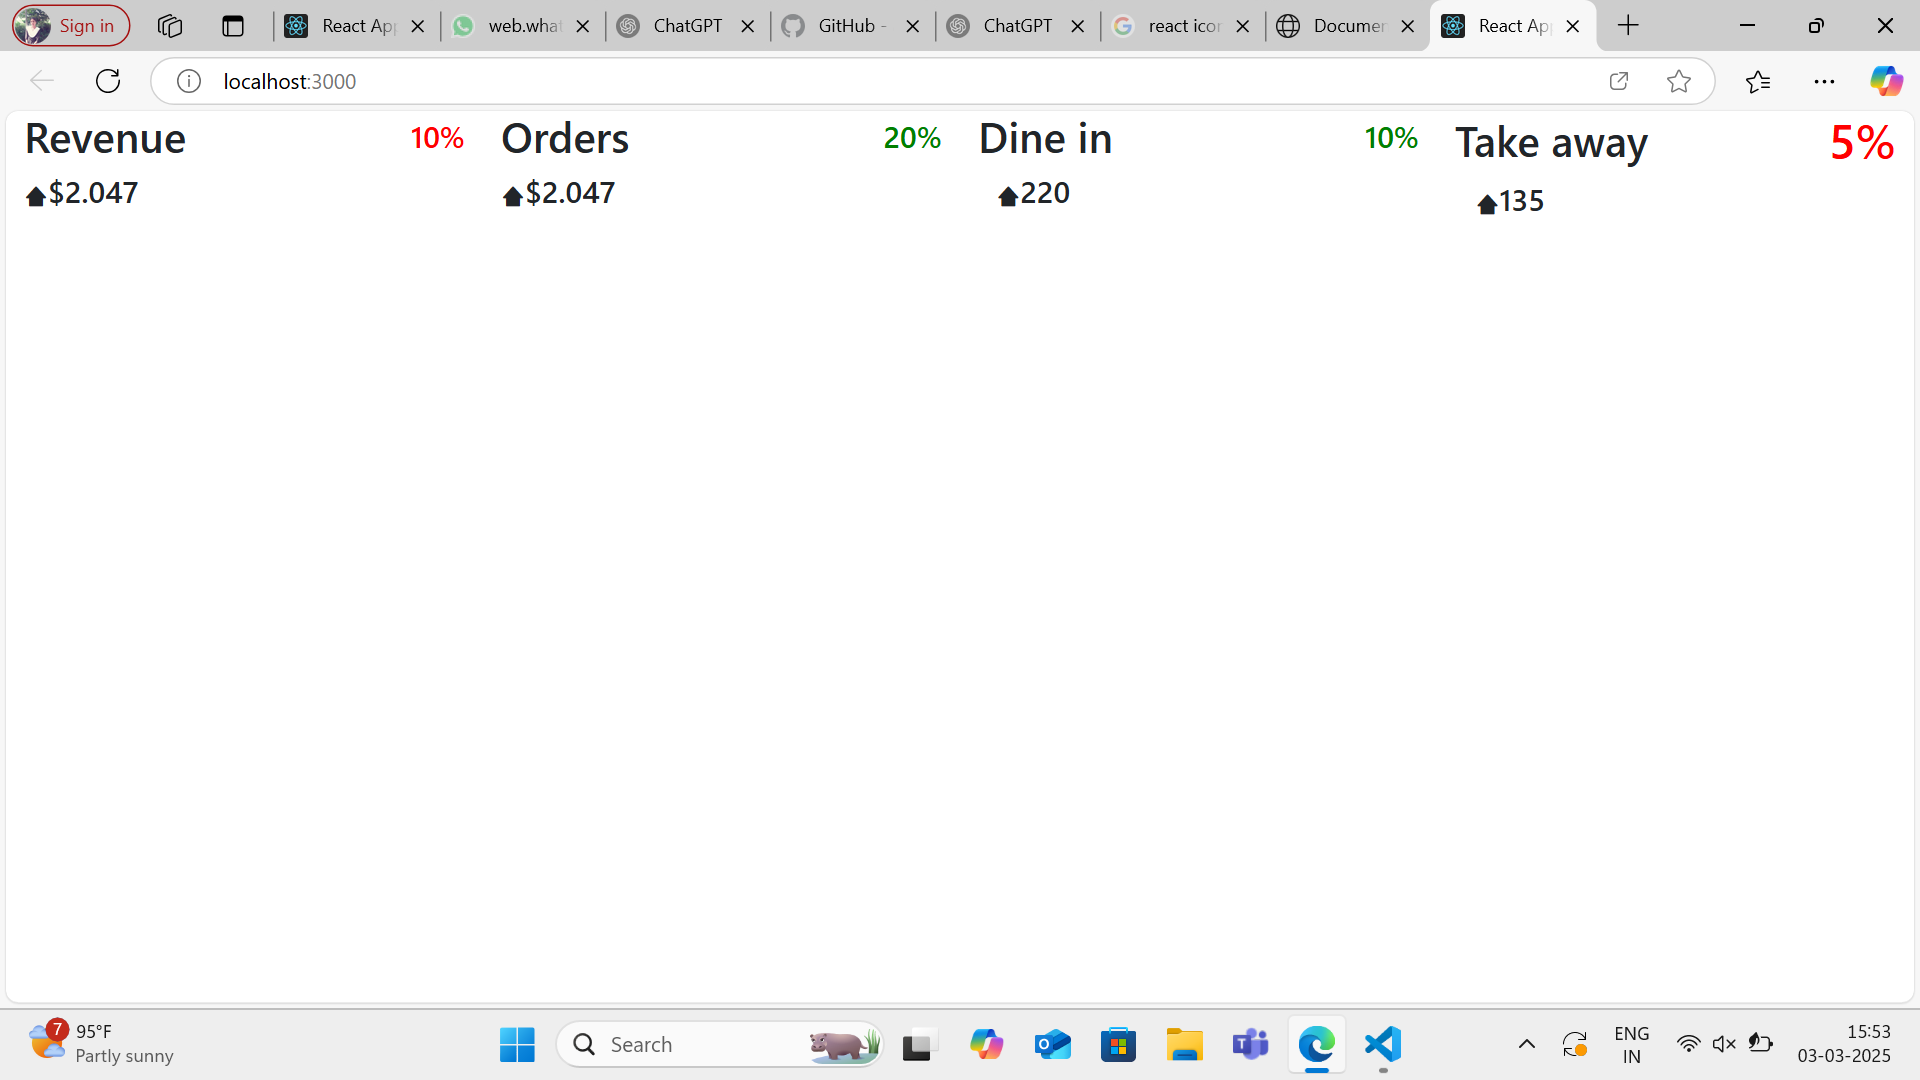 Sign in
React Ap
web.what
ChatGPT
GitHub -
ChatGPT
react icor
Documen
React Ap
localhost:3000
Revenue 10%
$2.047
Orders 20%
$2.047
Dine in 10%
220
Take away 5%
135
7
95°F
Partly sunny
Search
ENG
IN
15:53
03-03-2025